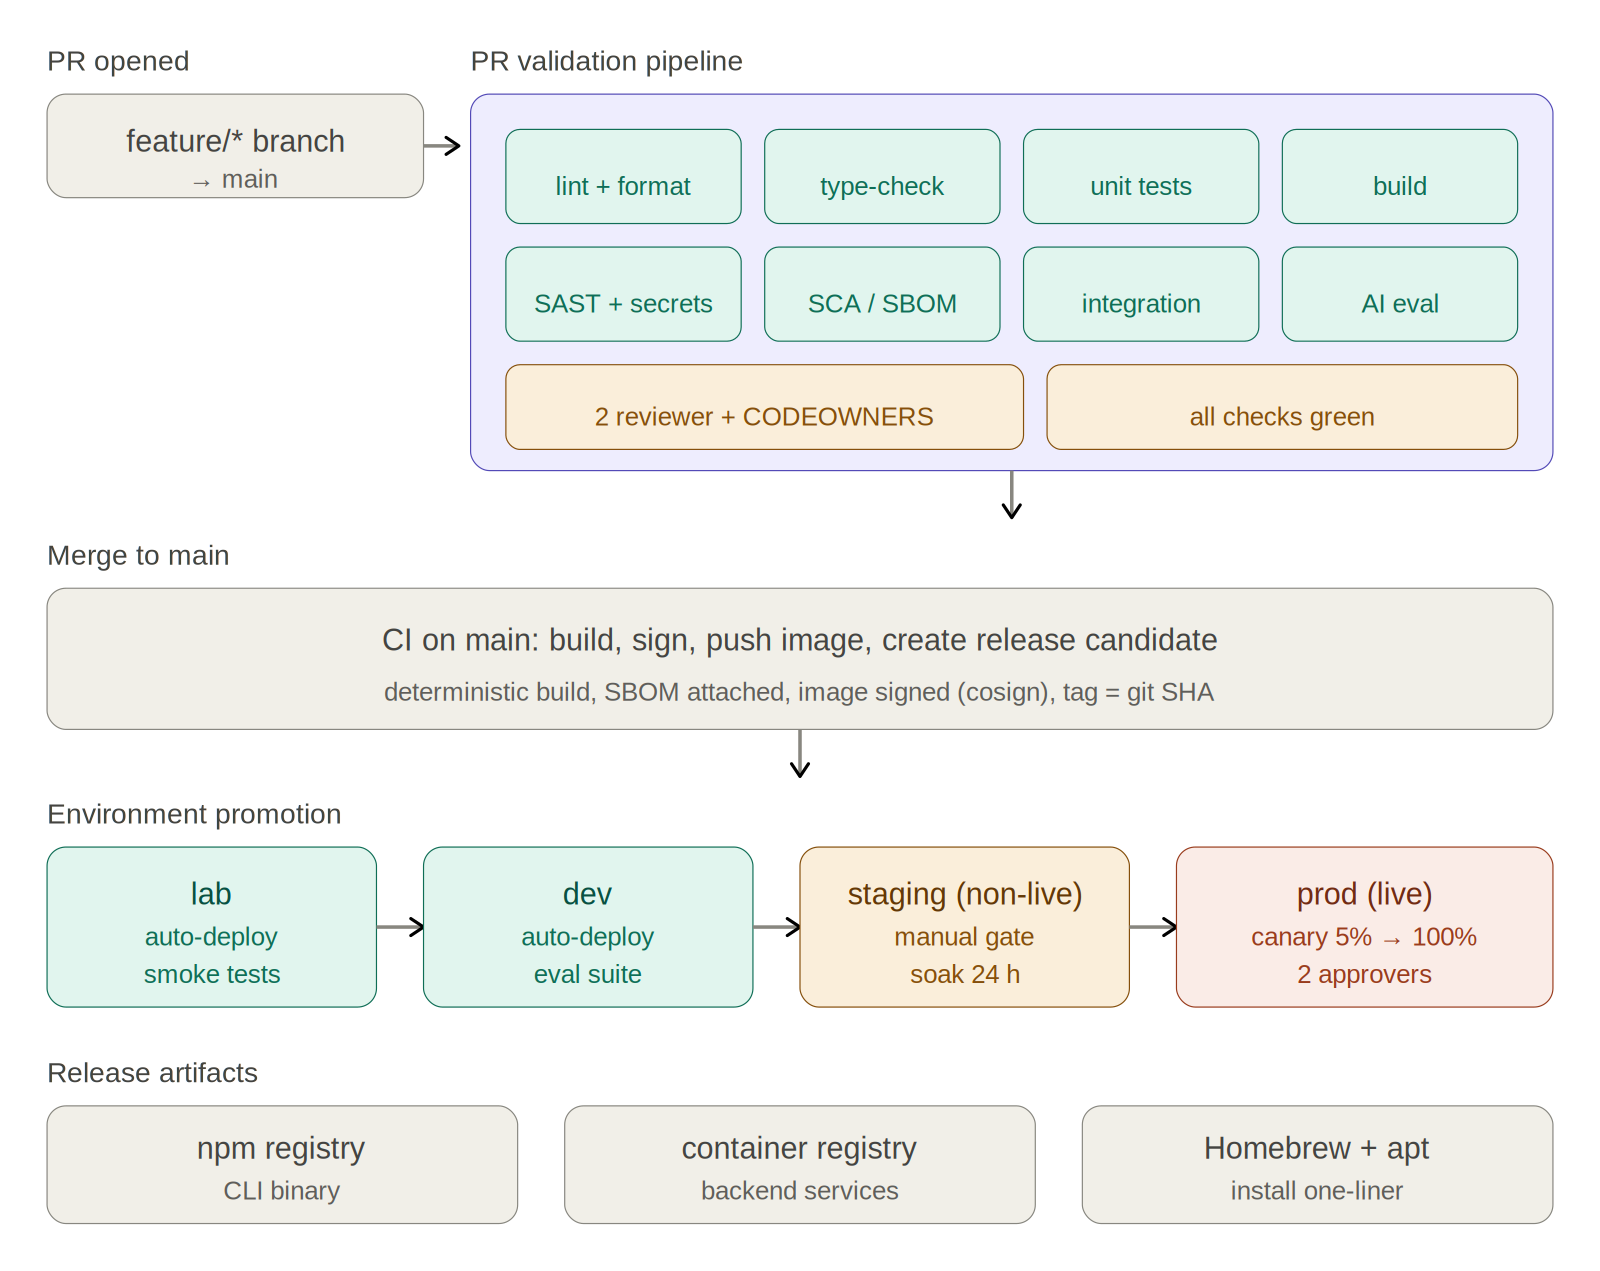 PR opened
PR validation pipeline
feature/* branch
→ main
lint + format
type-check
unit tests
build
SAST + secrets
SCA / SBOM
integration
AI eval
2 reviewer + CODEOWNERS
all checks green
Merge to main
CI on main: build, sign, push image, create release candidate
deterministic build, SBOM attached, image signed (cosign), tag = git SHA
Environment promotion
lab
auto-deploy
smoke tests
dev
auto-deploy
eval suite
staging (non-live)
manual gate
soak 24 h
prod (live)
canary 5% → 100%
2 approvers
Release artifacts
npm registry
CLI binary
container registry
backend services
Homebrew + apt
install one-liner